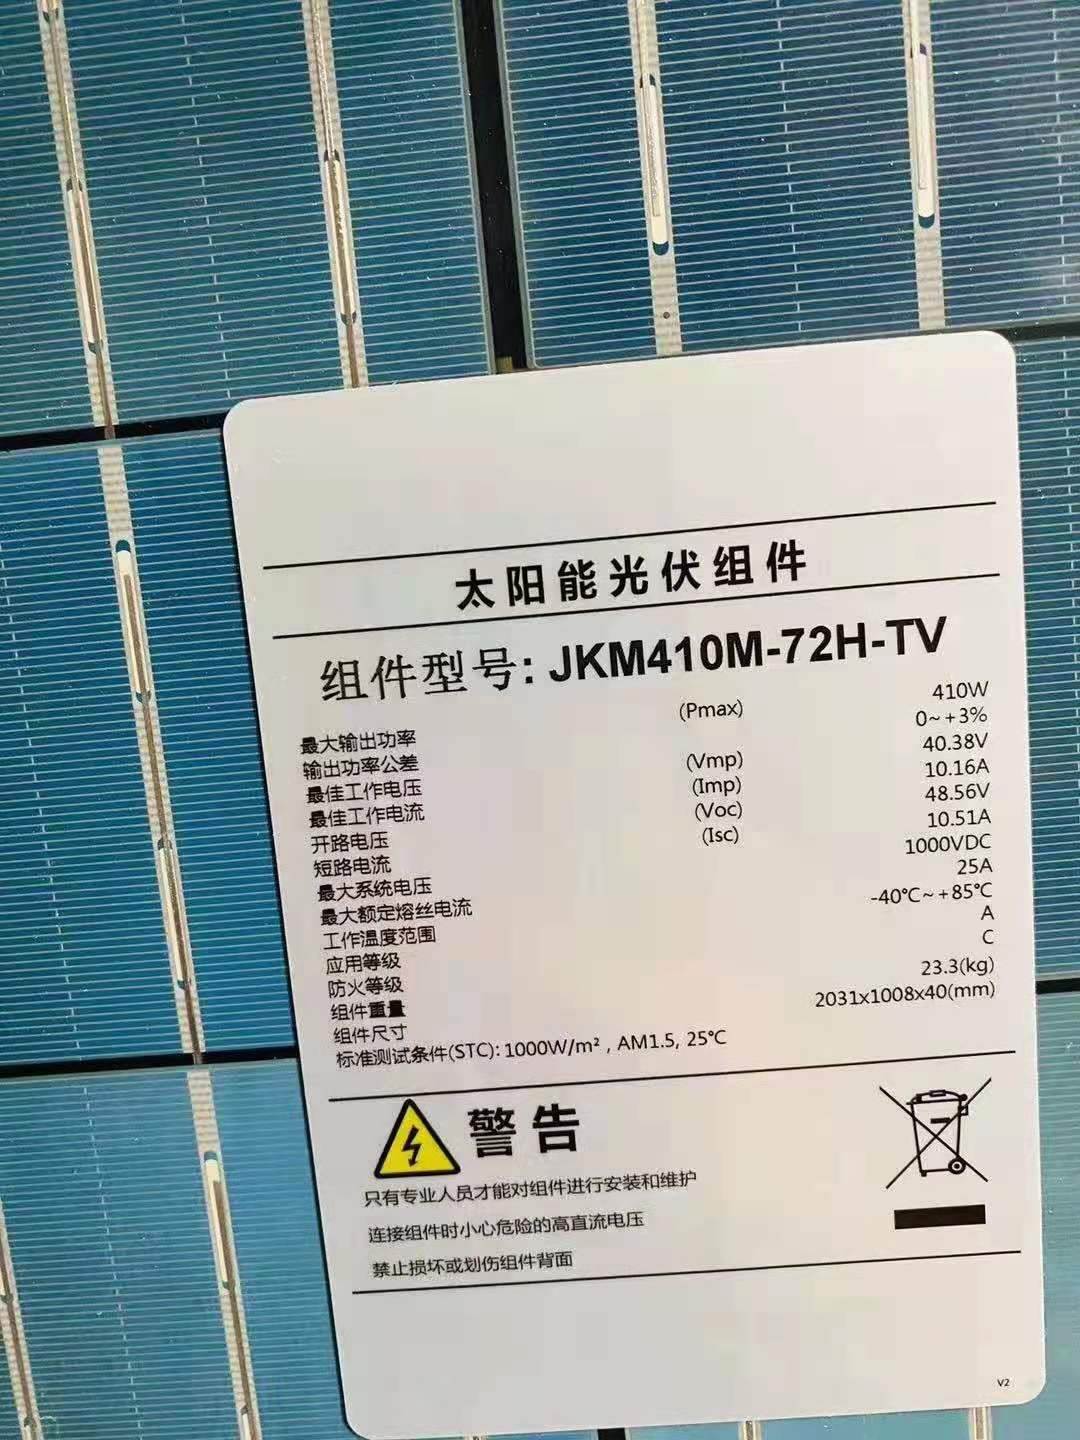 太阳能光伏组件
组件型号: JKM410M-72H-TV
最大输出功率 (Pmax) 410W
输出功率公差 0~+3%
最佳工作电压 (Vmp) 40.38V
最佳工作电流 (Imp) 10.16A
开路电压 (Voc) 48.56V
短路电流 (Isc) 10.51A
最大系统电压 1000VDC
最大额定熔丝电流 25A
工作温度范围 -40℃~+85℃
应用等级 A
防火等级 C
组件重量 23.3(kg)
组件尺寸 2031x1008x40(mm)
标准测试条件(STC): 1000W/m², AM1.5, 25℃
警告
只有专业人员才能对组件进行安装和维护
连接组件时小心危险的高直流电压
禁止损坏或划伤组件背面
V2